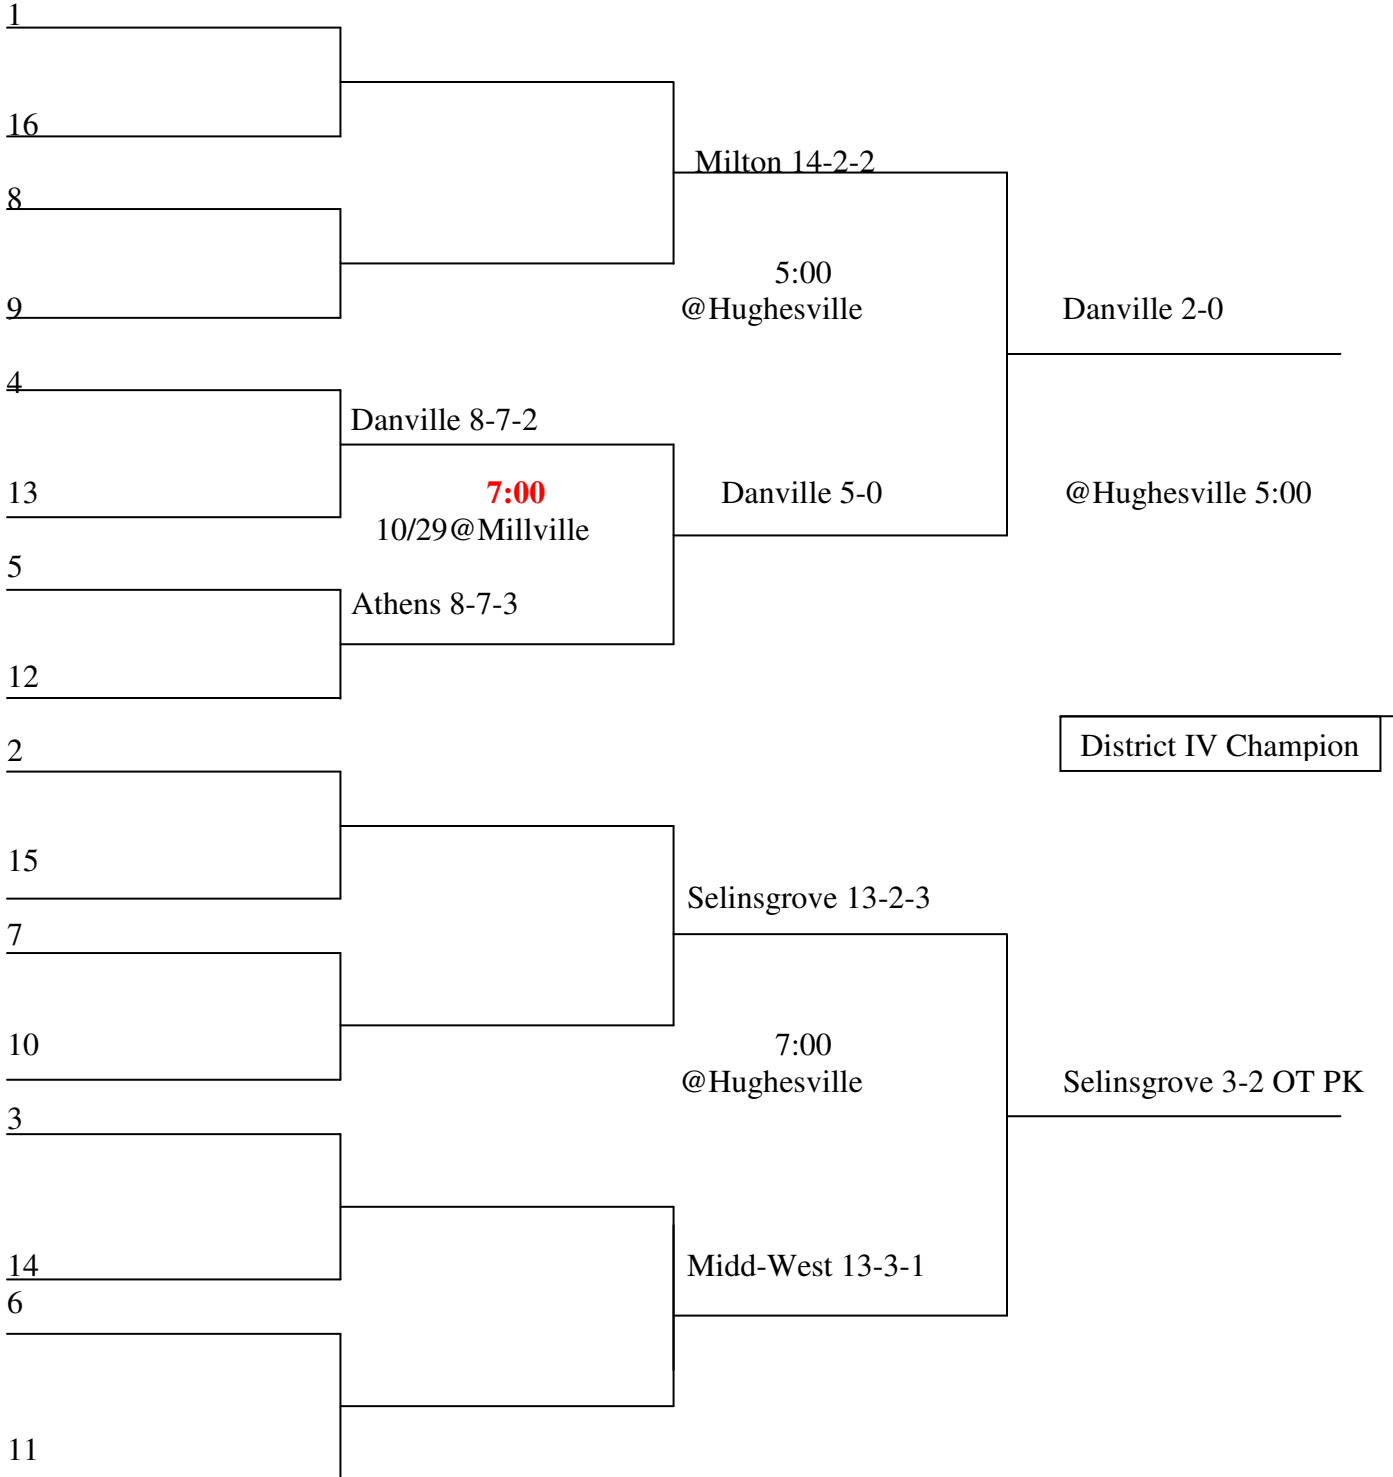 1
16
Milton 14-2-2
8
5:00
@Hughesville
9
Danville 2-0
4
Danville 8-7-2
13
7:00
Danville 5-0
@Hughesville 5:00
10/29@Millville
5
Athens 8-7-3
12
2
District IV Champion
15
Selinsgrove 13-2-3
7
10
7:00
@Hughesville
Selinsgrove 3-2 OT PK
3
14
Midd-West 13-3-1
6
11